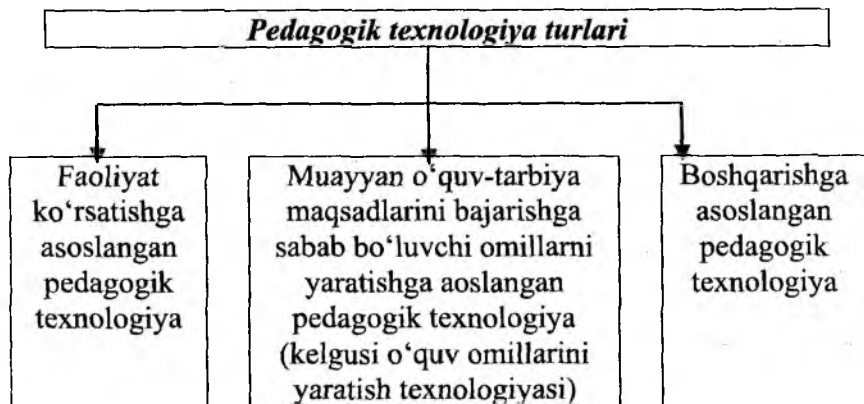 Pedagogik texnologiya turlari
Faoliyat
ko‘rsatishga
asoslangan
pedagogik
texnologiya
Muayyan o‘quv-tarbiya
maqsadlarini bajarishga
sabab bo‘luvchi omillarni
yaratishga aoslangan
pedagogik texnologiya
(kelgusi o‘quv omillarini
yaratish texnologiyasi)
Boshqarishga
asoslangan
pedagogik
texnologiya